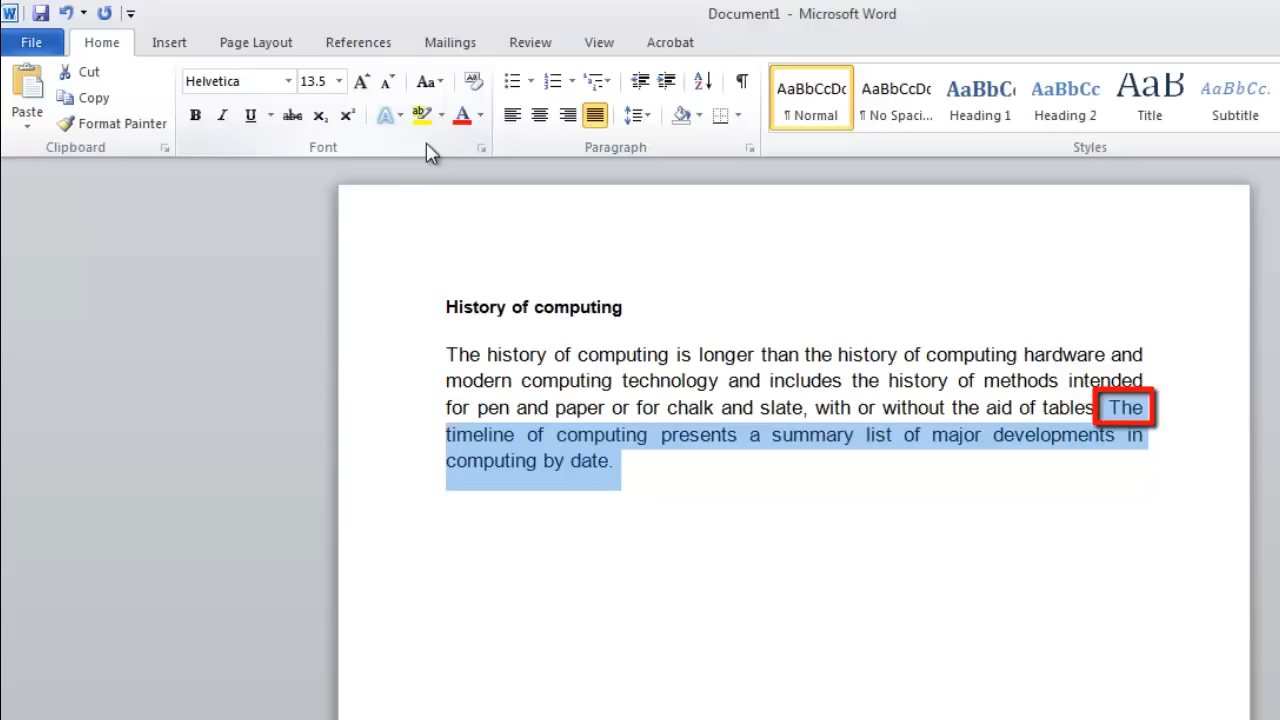 Document1 - Microsoft Word
File Home Insert Page Layout References Mailings Review View Acrobat
Paste
Cut
Copy
Format Painter
Clipboard
Helvetica 13.5
Font
Paragraph
AaBbCcDc AaBbCcDc AaBbC AaBbCc AaB AaBbCc.
¶ Normal ¶ No Spaci... Heading 1 Heading 2 Title Subtitle
Styles
History of computing
The history of computing is longer than the history of computing hardware and
modern computing technology and includes the history of methods intended
for pen and paper or for chalk and slate, with or without the aid of tables. The
timeline of computing presents a summary list of major developments in
computing by date.